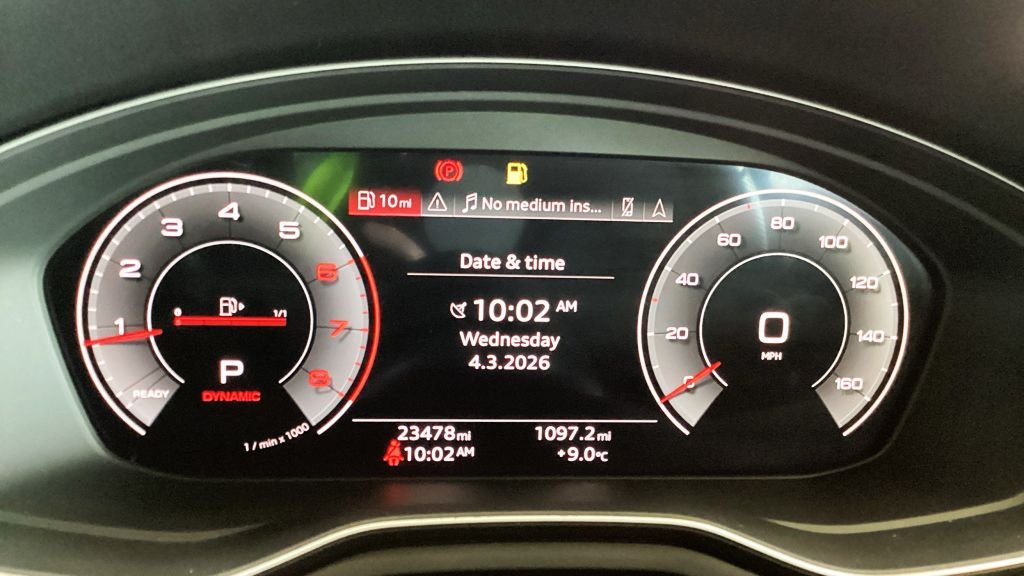 P
10 mi
No medium ins...
READY 1 2 3 4 5 6 7 8
0 1/1
P
DYNAMIC
1 / min x 1000
Date & time
10:02 AM
Wednesday
4.3.2026
0 20 40 60 80 100 120 140 160
0
MPH
23478 mi 1097.2 mi
10:02 AM +9.0°C